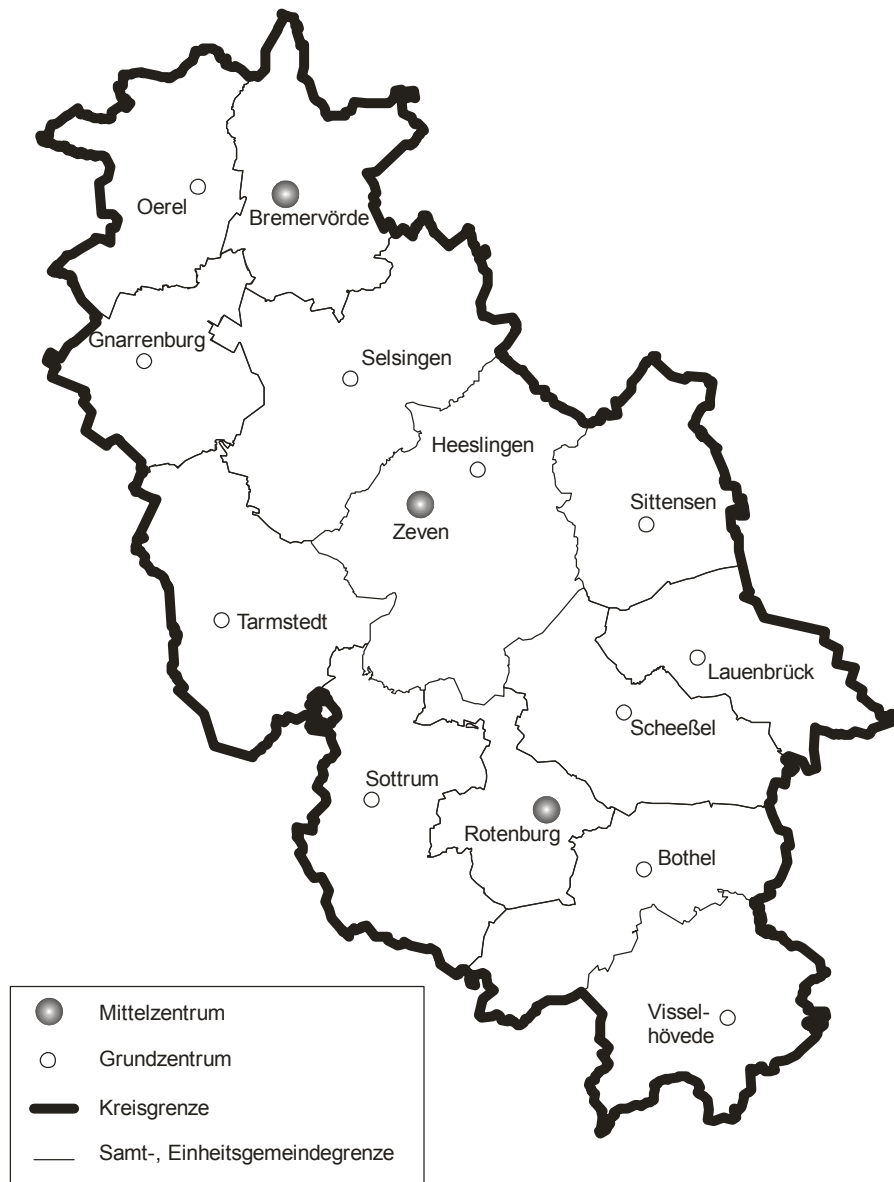 Oerel
Bremervörde
Gnarrenburg
Selsingen
Heeslingen
Zeven
Sittensen
Tarmstedt
Lauenbrück
Scheeßel
Sottrum
Rotenburg
Bothel
Vissel-
hövede
Mittelzentrum
Grundzentrum
Kreisgrenze
Samt-, Einheitsgemeindegrenze